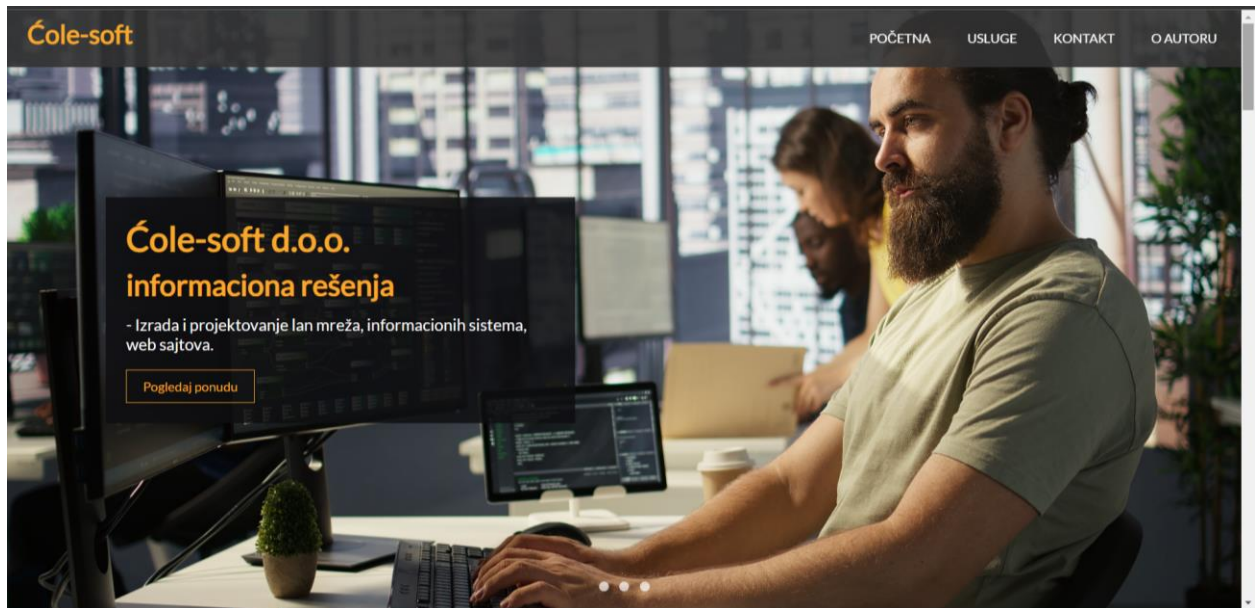 Ćole-soft
POČETNA USLUGE KONTAKT O AUTORU
Ćole-soft d.o.o.
informaciona rešenja
- Izrada i projektovanje lan mreža, informacionih sistema,
web sajtova.
Pogledaj ponudu